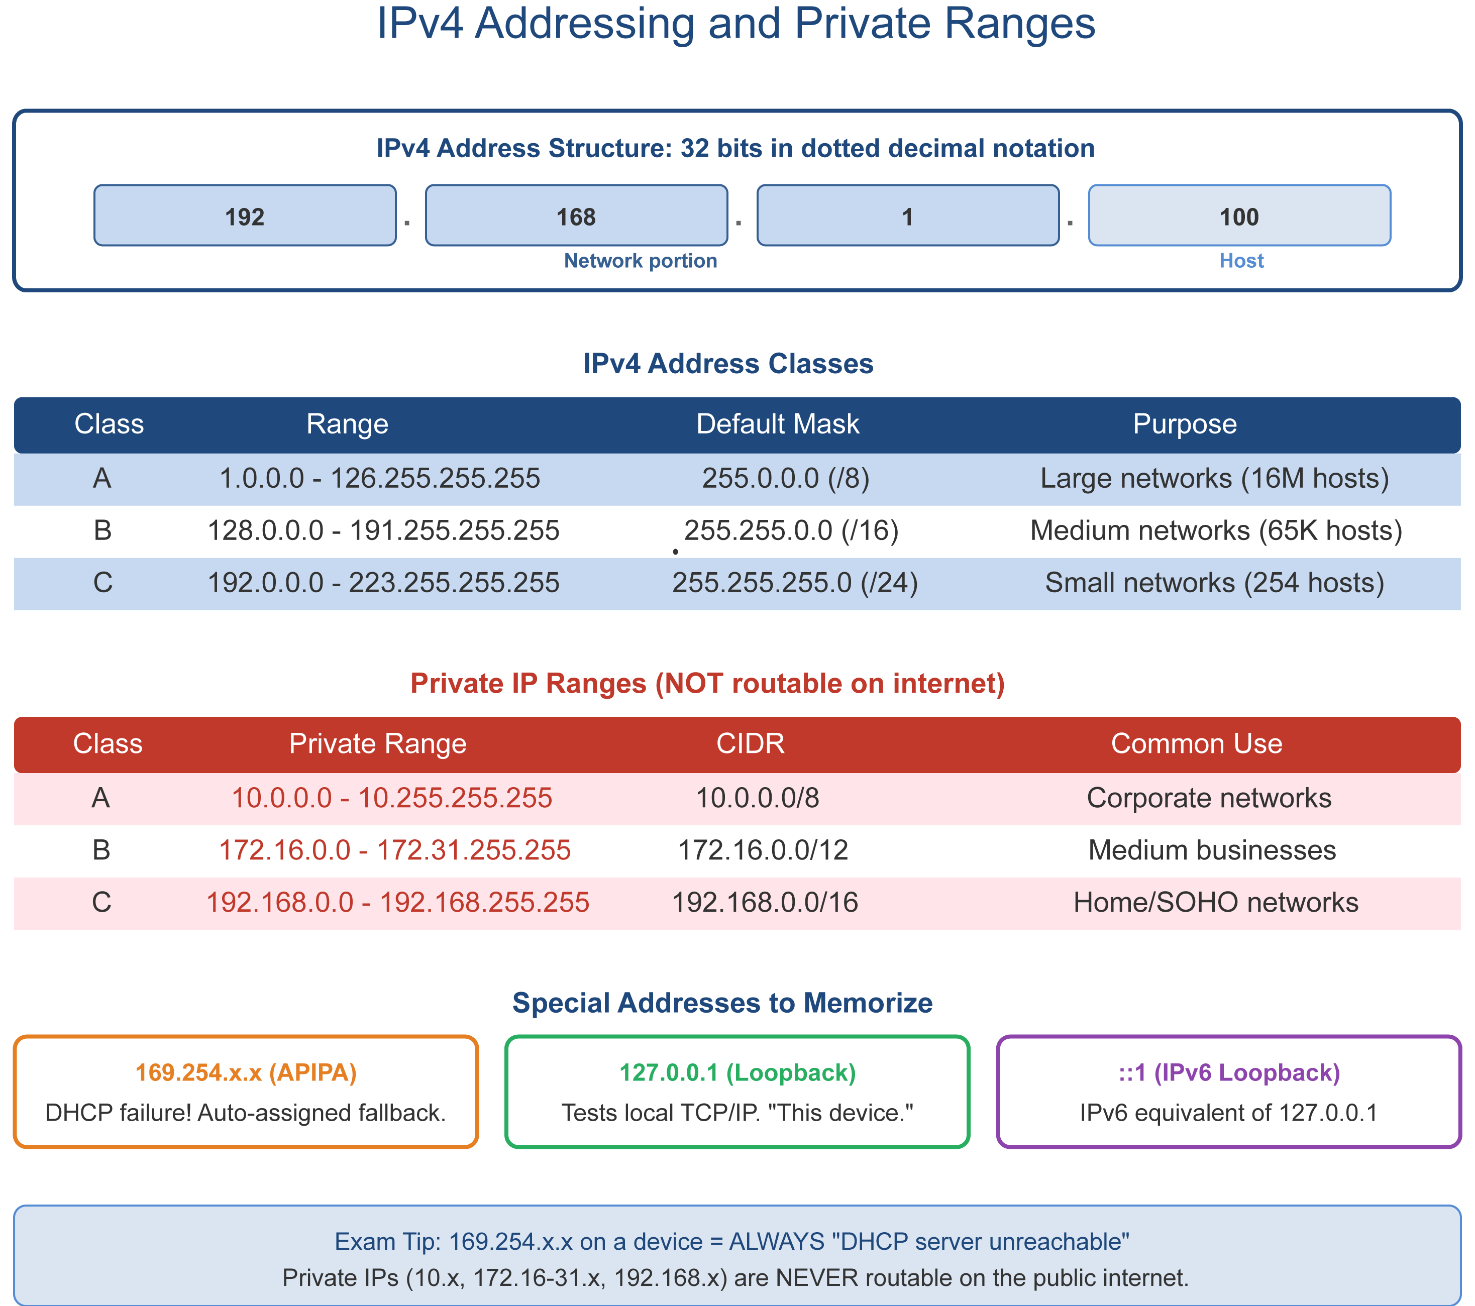 IPv4 Addressing and Private Ranges
IPv4 Address Structure: 32 bits in dotted decimal notation
192 . 168 . 1 . 100
Network portion Host
IPv4 Address Classes
Class Range Default Mask Purpose
A 1.0.0.0 - 126.255.255.255 255.0.0.0 (/8) Large networks (16M hosts)
B 128.0.0.0 - 191.255.255.255 255.255.0.0 (/16) Medium networks (65K hosts)
C 192.0.0.0 - 223.255.255.255 255.255.255.0 (/24) Small networks (254 hosts)
Private IP Ranges (NOT routable on internet)
Class Private Range CIDR Common Use
A 10.0.0.0 - 10.255.255.255 10.0.0.0/8 Corporate networks
B 172.16.0.0 - 172.31.255.255 172.16.0.0/12 Medium businesses
C 192.168.0.0 - 192.168.255.255 192.168.0.0/16 Home/SOHO networks
Special Addresses to Memorize
169.254.x.x (APIPA)
DHCP failure! Auto-assigned fallback.
127.0.0.1 (Loopback)
Tests local TCP/IP. "This device."
::1 (IPv6 Loopback)
IPv6 equivalent of 127.0.0.1
Exam Tip: 169.254.x.x on a device = ALWAYS "DHCP server unreachable"
Private IPs (10.x, 172.16-31.x, 192.168.x) are NEVER routable on the public internet.